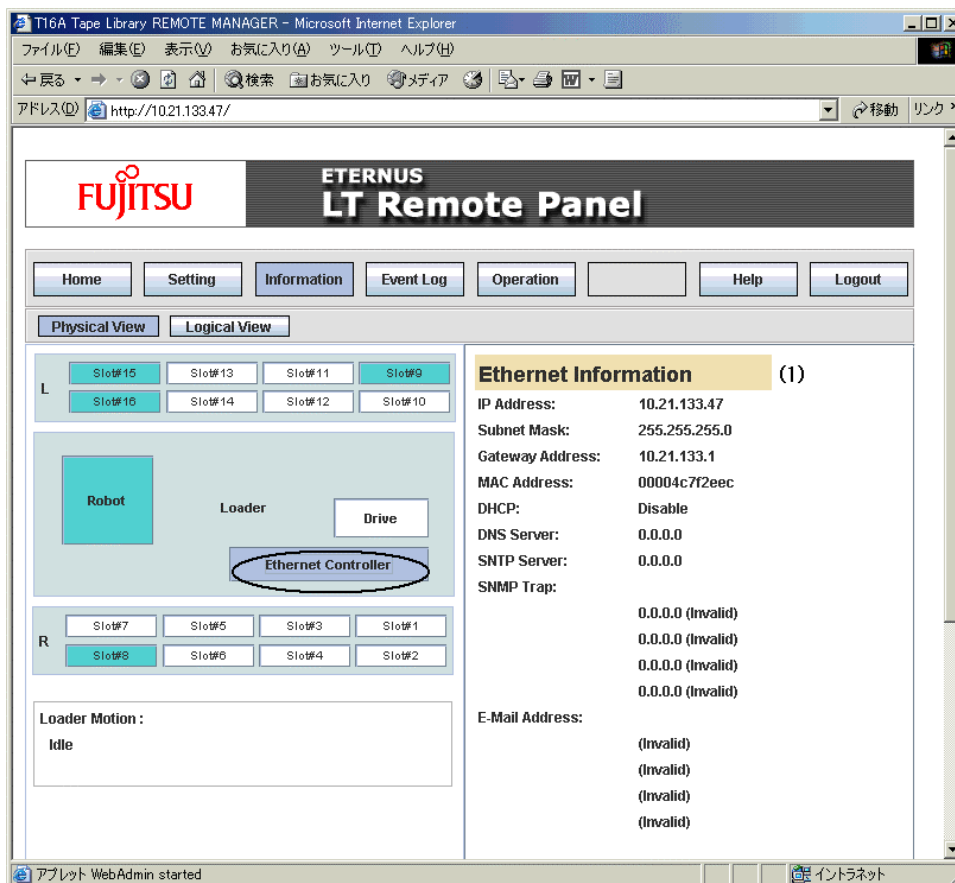 T16A Tape Library REMOTE MANAGER - Microsoft Internet Explorer
ファイル(F) 編集(E) 表示(V) お気に入り(A) ツール(T) ヘルプ(H)
戻る 検索 お気に入り メディア
アドレス(D) http://10.21.133.47/ 移動 リンク
FUJITSU
ETERNUS
LT Remote Panel
Home Setting Information Event Log Operation Help Logout
Physical View Logical View
L
Slot#15 Slot#13 Slot#11 Slot#9
Slot#16 Slot#14 Slot#12 Slot#10
Robot
Loader
Drive
Ethernet Controller
R
Slot#7 Slot#5 Slot#3 Slot#1
Slot#8 Slot#6 Slot#4 Slot#2
Loader Motion :
Idle
Ethernet Information (1)
IP Address: 10.21.133.47
Subnet Mask: 255.255.255.0
Gateway Address: 10.21.133.1
MAC Address: 00004c7f2eec
DHCP: Disable
DNS Server: 0.0.0.0
SNTP Server: 0.0.0.0
SNMP Trap:
0.0.0.0 (Invalid)
0.0.0.0 (Invalid)
0.0.0.0 (Invalid)
0.0.0.0 (Invalid)
E-Mail Address:
(Invalid)
(Invalid)
(Invalid)
(Invalid)
アプレット WebAdmin started イントラネット